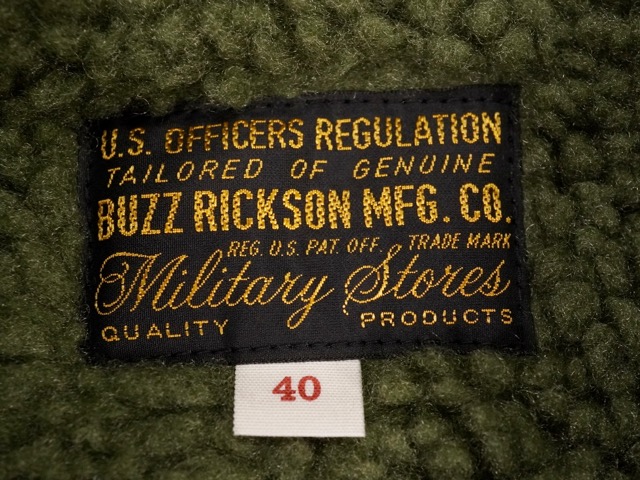 U.S. OFFICERS REGULATION
TAILORED OF GENUINE
BUZZ RICKSON MFG. CO.
REG. U.S. PAT. OFF. TRADE MARK
Military Stores
QUALITY PRODUCTS
40